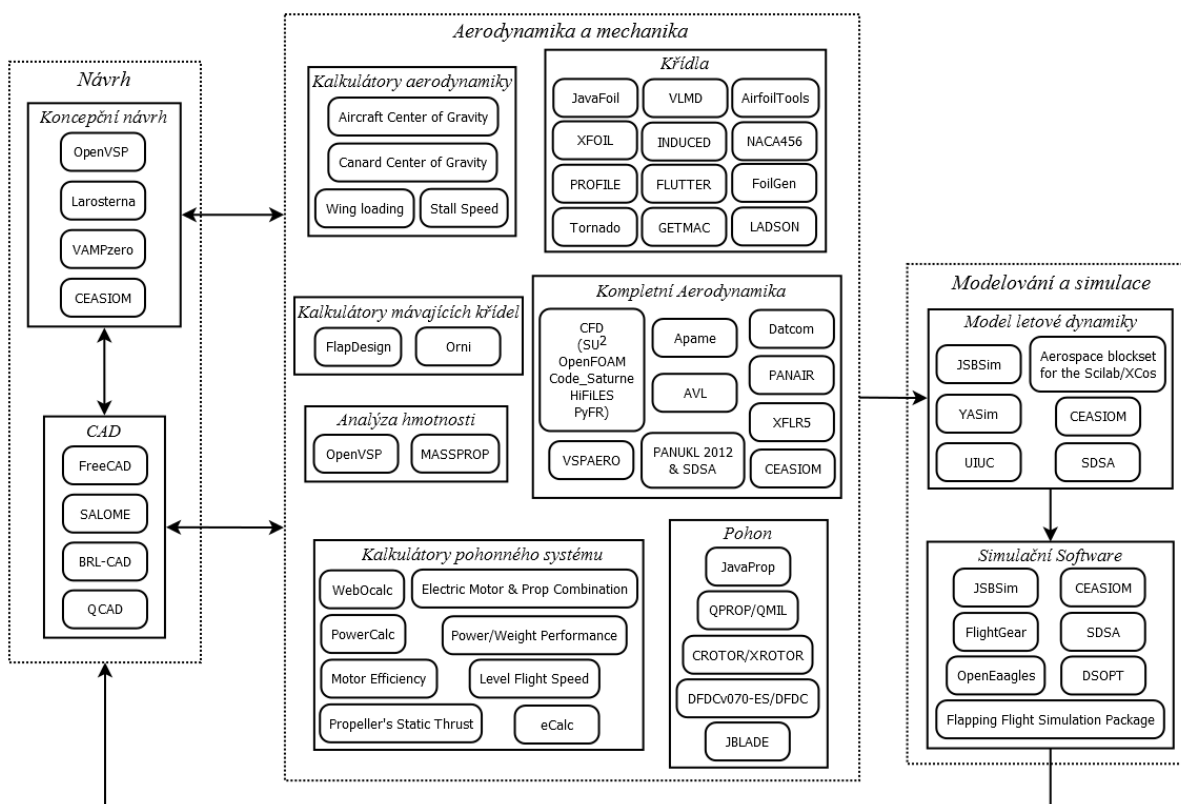 Návrh
Koncepční návrh
OpenVSP
Larosterna
VAMPzero
CEASIOM
CAD
FreeCAD
SALOME
BRL-CAD
QCAD
Aerodynamika a mechanika
Kalkulátory aerodynamiky
Aircraft Center of Gravity
Canard Center of Gravity
Wing loading
Stall Speed
Křídla
JavaFoil
VLMD
AirfoilTools
XFOIL
INDUCED
NACA456
PROFILE
FLUTTER
FoilGen
Tornado
GETMAC
LADSON
Kalkulátory mávajících křídel
FlapDesign
Orni
Analýza hmotnosti
OpenVSP
MASSPROP
Kompletní Aerodynamika
CFD
(SU2
OpenFOAM
Code_Saturne
HiFiLES
PyFR)
Apame
Datcom
PANAIR
AVL
XFLR5
VSPAERO
PANUKL 2012
& SDSA
CEASIOM
Kalkulátory pohonného systému
WebOcalc
Electric Motor & Prop Combination
PowerCalc
Power/Weight Performance
Motor Efficiency
Level Flight Speed
Propeller's Static Thrust
eCalc
Pohon
JavaProp
QPROP/QMIL
CROTOR/XROTOR
DFDCv070-ES/DFDC
JBLADE
Modelování a simulace
Model letové dynamiky
JSBSim
Aerospace blockset
for the Scilab/XCos
YASim
CEASIOM
UIUC
SDSA
Simulační Software
JSBSim
CEASIOM
FlightGear
SDSA
OpenEaagles
DSOPT
Flapping Flight Simulation Package